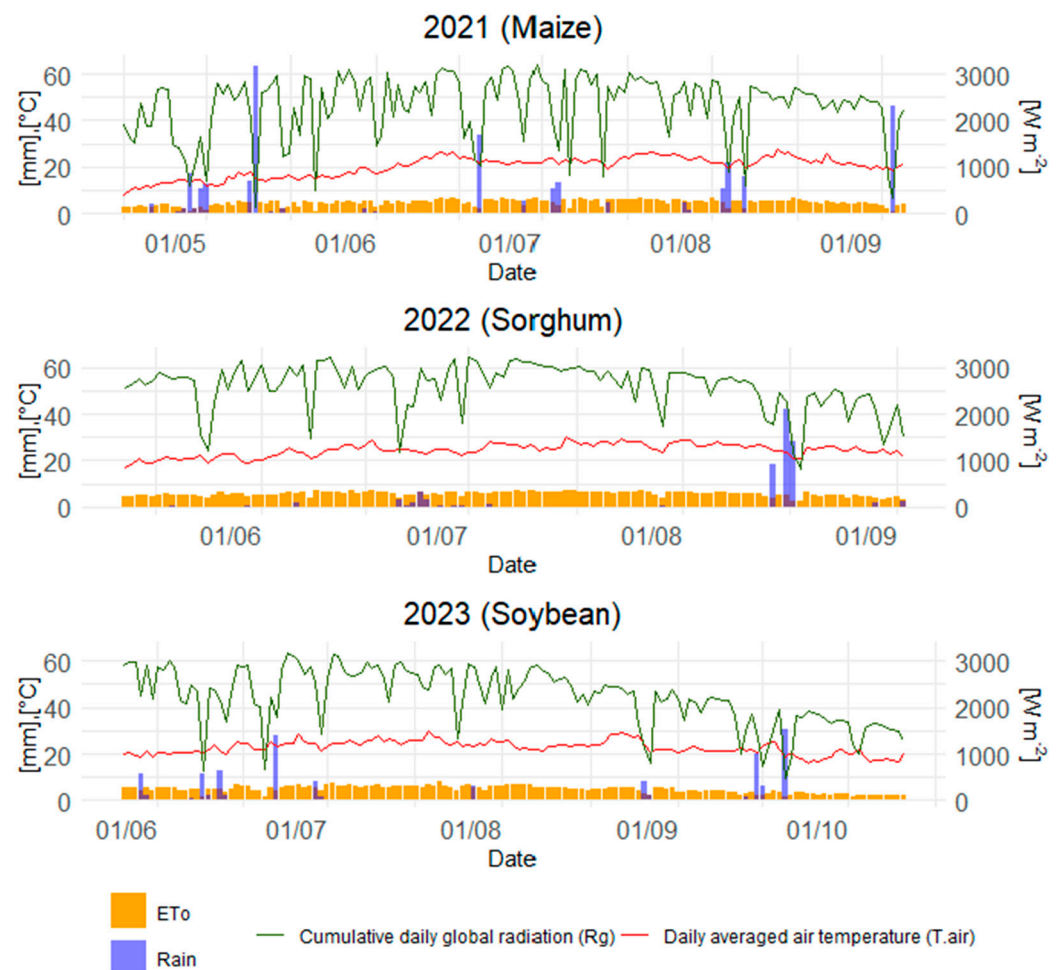 2021 (Maize)
60
40
20
0
[mm],[°C]
3000
2000
1000
0
[W m⁻²]
01/05 01/06 01/07 01/08 01/09
Date
2022 (Sorghum)
60
40
20
0
[mm],[°C]
3000
2000
1000
0
[W m⁻²]
01/06 01/07 01/08 01/09
Date
2023 (Soybean)
60
40
20
0
[mm],[°C]
3000
2000
1000
0
[W m⁻²]
01/06 01/07 01/08 01/09 01/10
Date
ETo
Rain
Cumulative daily global radiation (Rg)
Daily averaged air temperature (T.air)